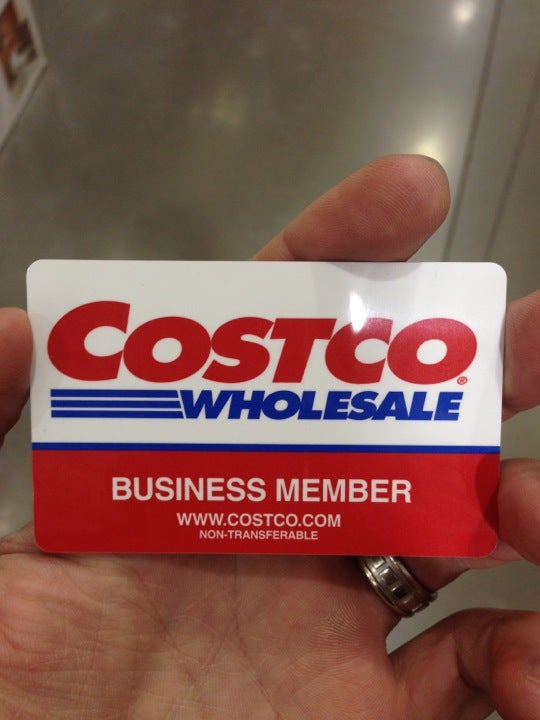 COSTCO®
WHOLESALE
BUSINESS MEMBER
WWW.COSTCO.COM
NON-TRANSFERABLE